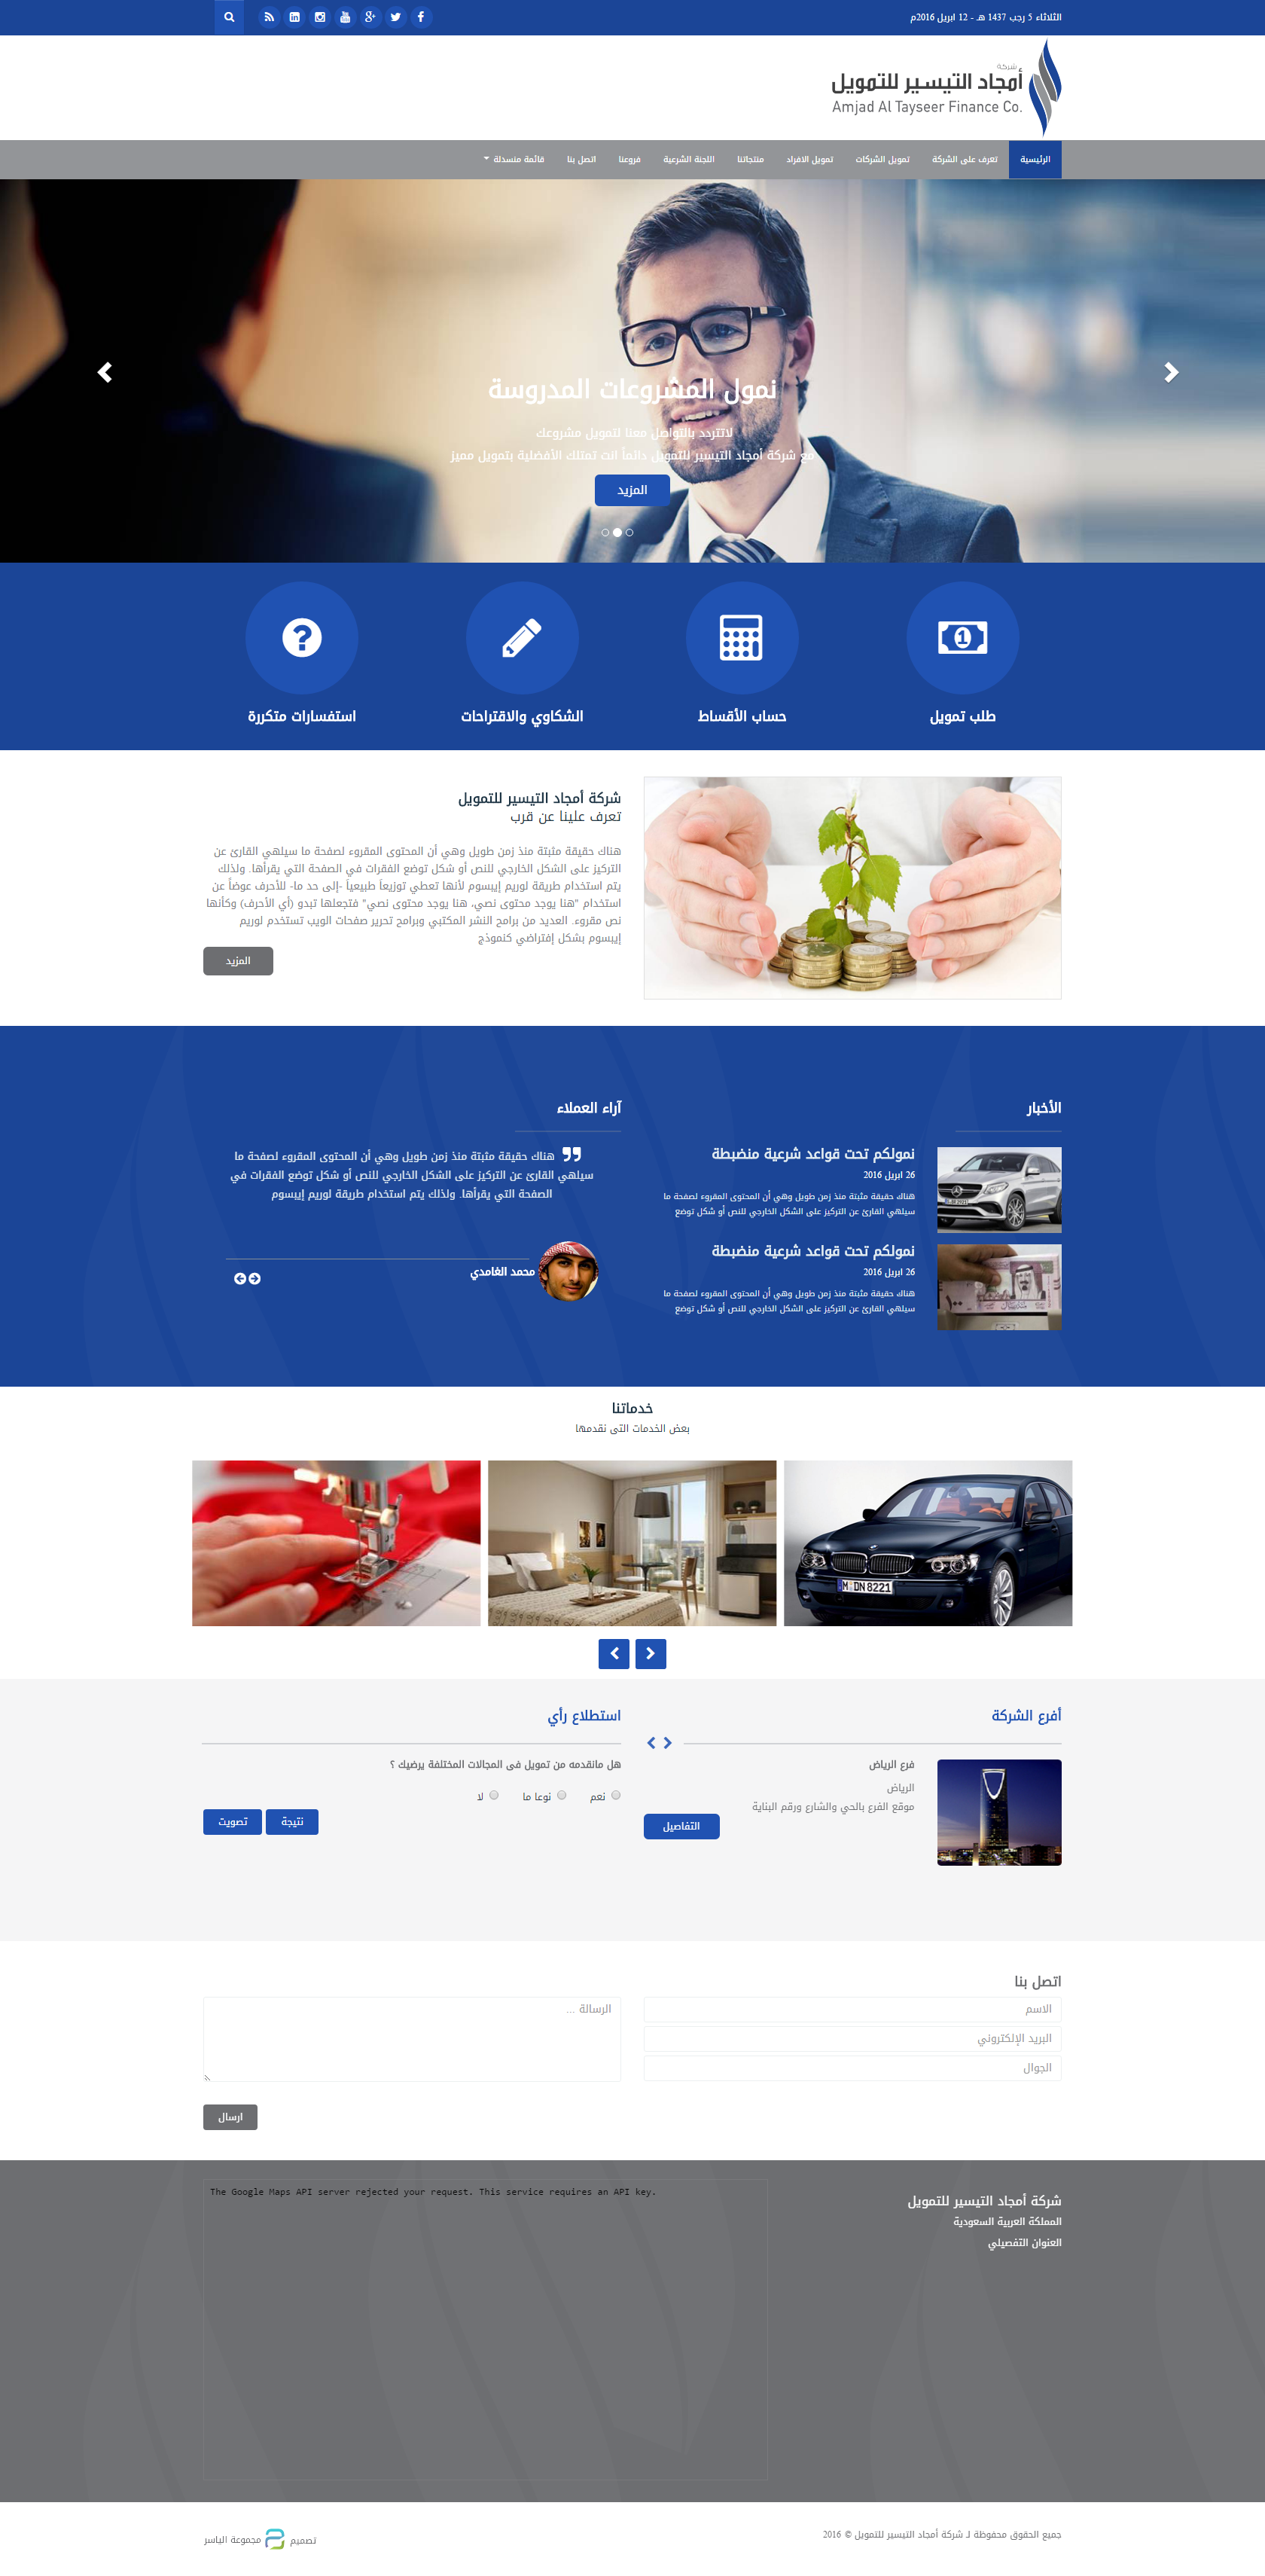 الثلاثاء 5 رجب 1437 هـ - 12 ابريل 2016م
شركة
أمجاد التيسير للتمويل
Amjad Al Tayseer Finance Co.
الرئيسية
تعرف على الشركة
تمويل الشركات
تمويل الافراد
منتجاتنا
اللجنة الشرعية
فروعنا
اتصل بنا
قائمة منسدلة
نمول المشروعات المدروسة
لاتتردد بالتواصل معنا لتمويل مشروعك
مع شركة أمجاد التيسير للتمويل دائماً انت تمتلك الأفضلية بتمويل مميز
المزيد
طلب تمويل
حساب الأقساط
الشكاوي والاقتراحات
استفسارات متكررة
شركة أمجاد التيسير للتمويل
تعرف علينا عن قرب
هناك حقيقة مثبتة منذ زمن طويل وهي أن المحتوى المقروء لصفحة ما سيلهي القارئ عن
التركيز على الشكل الخارجي للنص أو شكل توضع الفقرات في الصفحة التي يقرأها. ولذلك
يتم استخدام طريقة لوريم إيبسوم لأنها تعطي توزيعاَ طبيعياَ -إلى حد ما- للأحرف عوضاً عن
استخدام "هنا يوجد محتوى نصي، هنا يوجد محتوى نصي" فتجعلها تبدو (أي الأحرف) وكأنها
نص مقروء. العديد من برامح النشر المكتبي وبرامح تحرير صفحات الويب تستخدم لوريم
إيبسوم بشكل إفتراضي كنموذج
المزيد
الأخبار
نمولكم تحت قواعد شرعية منضبطة
26 ابريل 2016
هناك حقيقة مثبتة منذ زمن طويل وهي أن المحتوى المقروء لصفحة ما
سيلهي القارئ عن التركيز على الشكل الخارجي للنص أو شكل توضع
نمولكم تحت قواعد شرعية منضبطة
26 ابريل 2016
هناك حقيقة مثبتة منذ زمن طويل وهي أن المحتوى المقروء لصفحة ما
سيلهي القارئ عن التركيز على الشكل الخارجي للنص أو شكل توضع
آراء العملاء
هناك حقيقة مثبتة منذ زمن طويل وهي أن المحتوى المقروء لصفحة ما
سيلهي القارئ عن التركيز على الشكل الخارجي للنص أو شكل توضع الفقرات في
الصفحة التي يقرأها. ولذلك يتم استخدام طريقة لوريم إيبسوم
محمد الغامدي
خدماتنا
بعض الخدمات التى نقدمها
M DN 8221
أفرع الشركة
فرع الرياض
الرياض
موقع الفرع بالحي والشارع ورقم البناية
التفاصيل
استطلاع رأي
هل مانقدمه من تمويل فى المجالات المختلفة يرضيك ؟
نعم
نوعا ما
لا
نتيجة
تصويت
اتصل بنا
الاسم
البريد الإلكتروني
الجوال
الرسالة ...
ارسال
شركة أمجاد التيسير للتمويل
المملكة العربية السعودية
العنوان التفصيلي
The Google Maps API server rejected your request. This service requires an API key.
جميع الحقوق محفوظة لـ شركة أمجاد التيسير للتمويل © 2016
تصميم
مجموعة الياسر